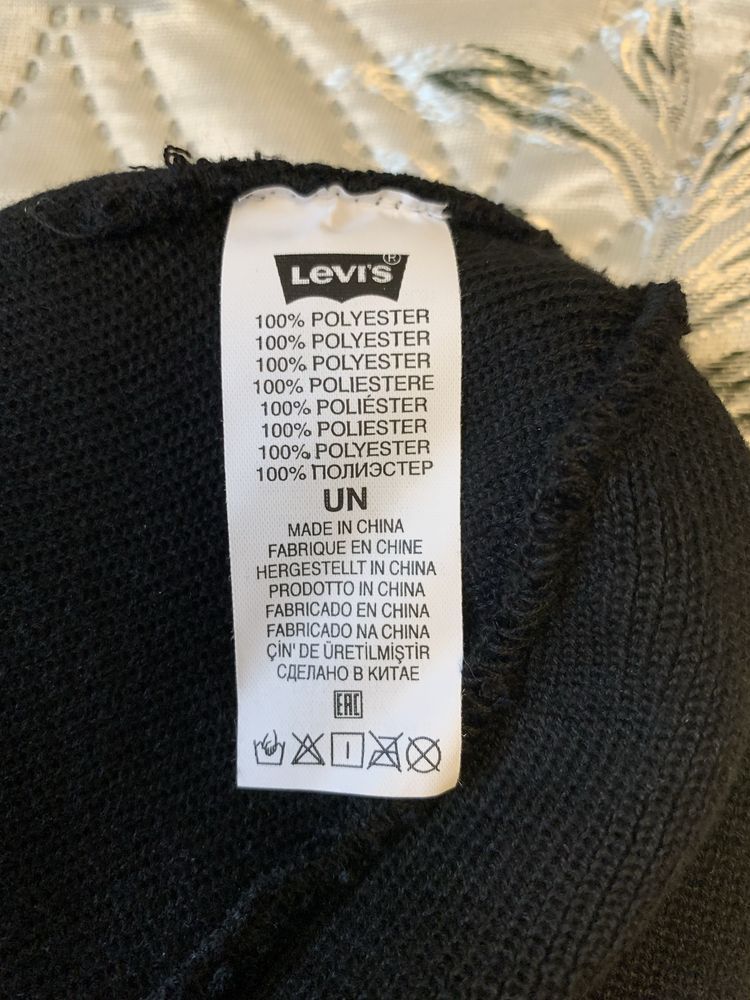 LEVI'S®
100% POLYESTER
100% POLYESTER
100% POLYESTER
100% POLIESTERE
100% POLIÉSTER
100% POLIESTER
100% POLYESTER
100% ПОЛИЭСТЕР
UN
MADE IN CHINA
FABRIQUE EN CHINE
HERGESTELLT IN CHINA
PRODOTTO IN CHINA
FABRICADO EN CHINA
FABRICADO NA CHINA
ÇİN' DE ÜRETİLMİŞTİR
СДЕЛАНО В КИТАЕ
EAC